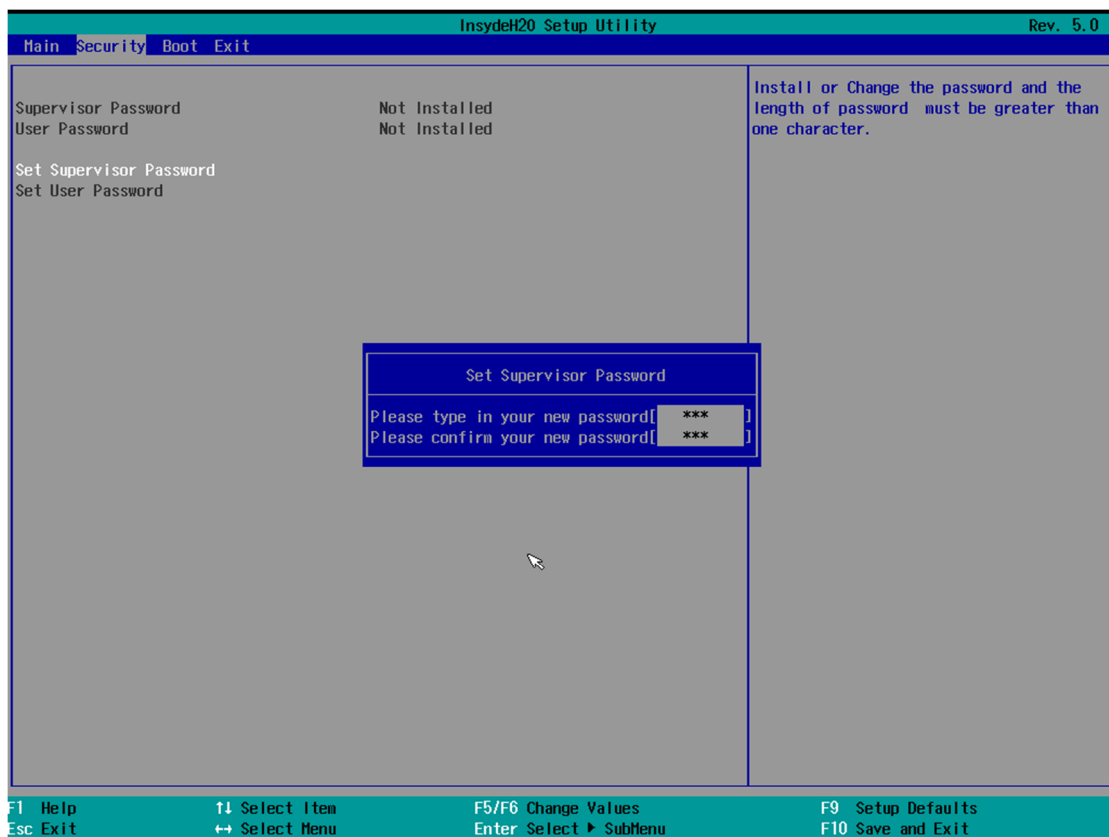 InsydeH2O Setup Utility Rev. 5.0
Main Security Boot Exit
Supervisor Password Not Installed
User Password Not Installed
Set Supervisor Password
Set User Password
Install or Change the password and the
length of password must be greater than
one character.
Set Supervisor Password
Please type in your new password[ *** ]
Please confirm your new password[ *** ]
F1 Help ↑↓ Select Item F5/F6 Change Values F9 Setup Defaults
Esc Exit ↔ Select Menu Enter Select ▶ SubMenu F10 Save and Exit